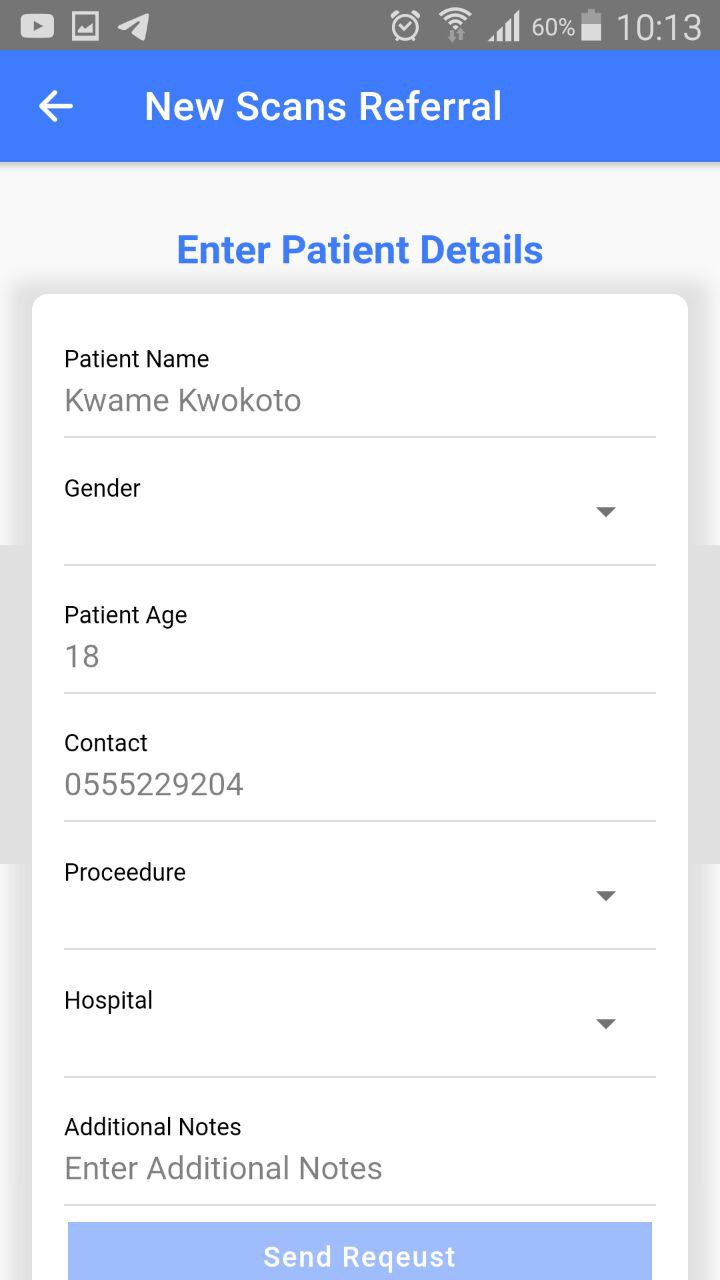 60% 10:13
New Scans Referral
Enter Patient Details
Patient Name
Kwame Kwokoto
Gender
Patient Age
18
Contact
0555229204
Proceedure
Hospital
Additional Notes
Enter Additional Notes
Send Reqeust